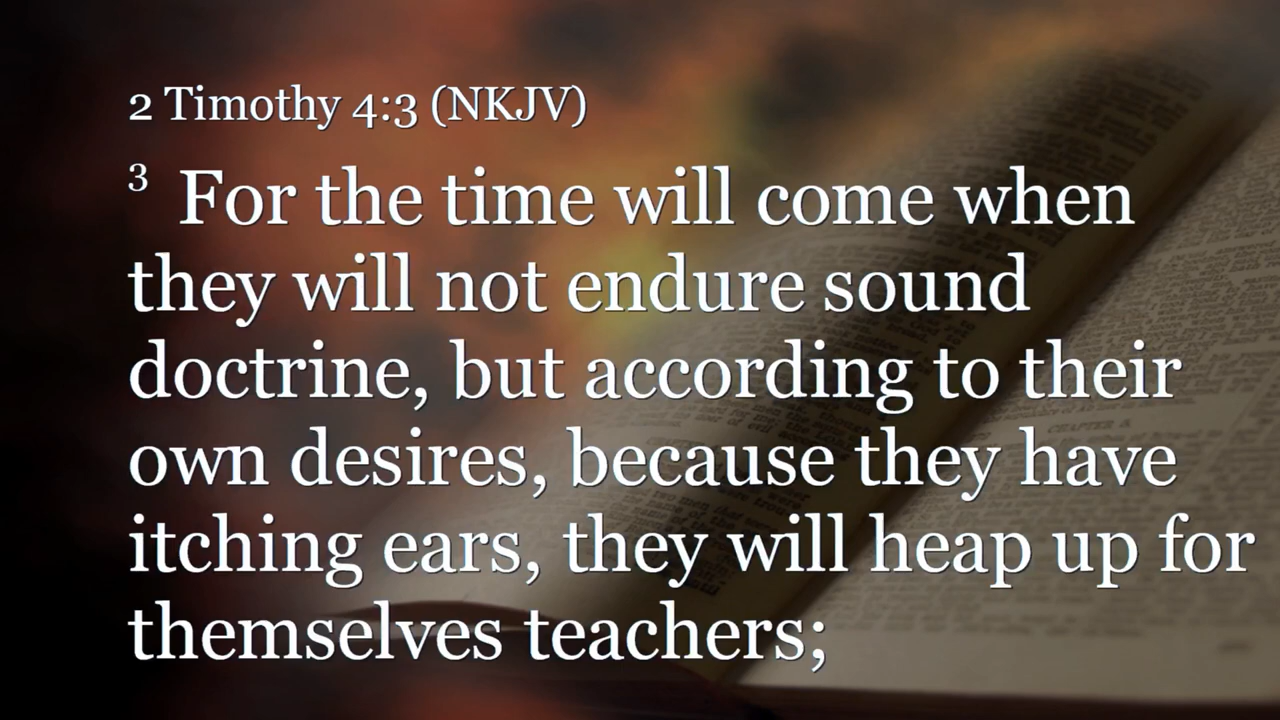 2 Timothy 4:3 (NKJV)
3 For the time will come when
they will not endure sound
doctrine, but according to their
own desires, because they have
itching ears, they will heap up for
themselves teachers;